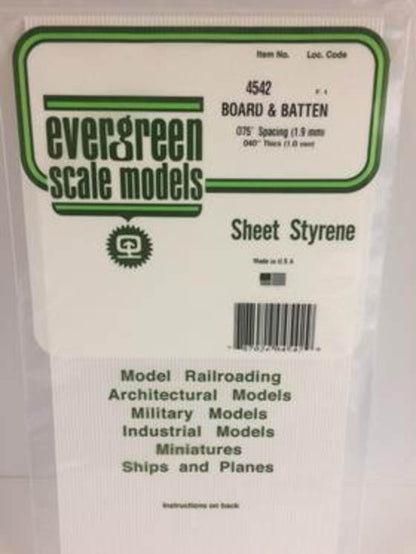 Item No. Loc. Code
4542
BOARD & BATTEN
.075" Spacing (1.9 mm)
.040" Thick (1.0 mm)
evergreen
scale models
Sheet Styrene
Made in U.S.A
Model Railroading
Architectural Models
Military Models
Industrial Models
Miniatures
Ships and Planes
Instructions on back